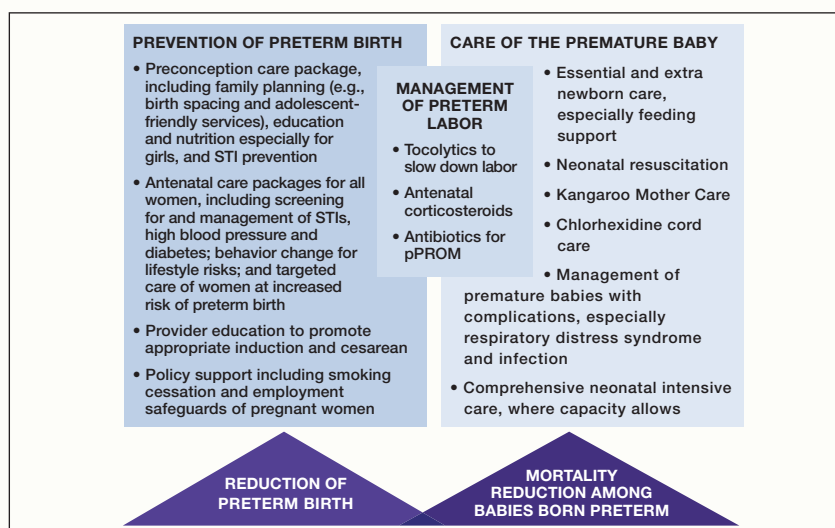 PREVENTION OF PRETERM BIRTH
• Preconception care package,
including family planning (e.g.,
birth spacing and adolescent-
friendly services), education
and nutrition especially for
girls, and STI prevention
• Antenatal care packages for all
women, including screening
for and management of STIs,
high blood pressure and
diabetes; behavior change for
lifestyle risks; and targeted
care of women at increased
risk of preterm birth
• Provider education to promote
appropriate induction and cesarean
• Policy support including smoking
cessation and employment
safeguards of pregnant women
MANAGEMENT
OF PRETERM
LABOR
• Tocolytics to
slow down labor
• Antenatal
corticosteroids
• Antibiotics for
pPROM
CARE OF THE PREMATURE BABY
• Essential and extra
newborn care,
especially feeding
support
• Neonatal resuscitation
• Kangaroo Mother Care
• Chlorhexidine cord
care
• Management of
premature babies with
complications, especially
respiratory distress syndrome
and infection
• Comprehensive neonatal intensive
care, where capacity allows
REDUCTION OF
PRETERM BIRTH
MORTALITY
REDUCTION AMONG
BABIES BORN PRETERM